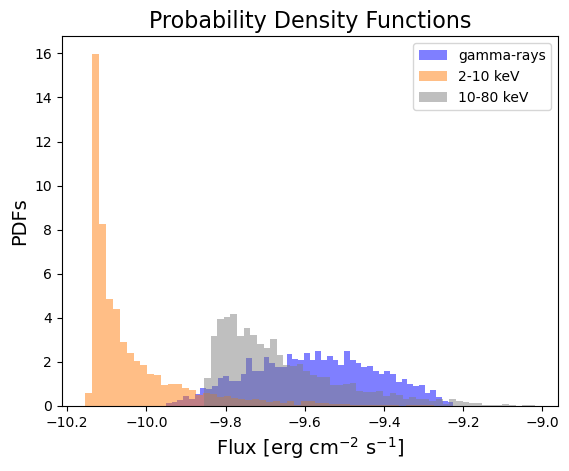 Probability Density Functions
gamma-rays
2-10 keV
10-80 keV
PDFs
16
14
12
10
8
6
4
2
0
−10.2
−10.0
−9.8
−9.6
−9.4
−9.2
−9.0
Flux [erg cm⁻² s⁻¹]